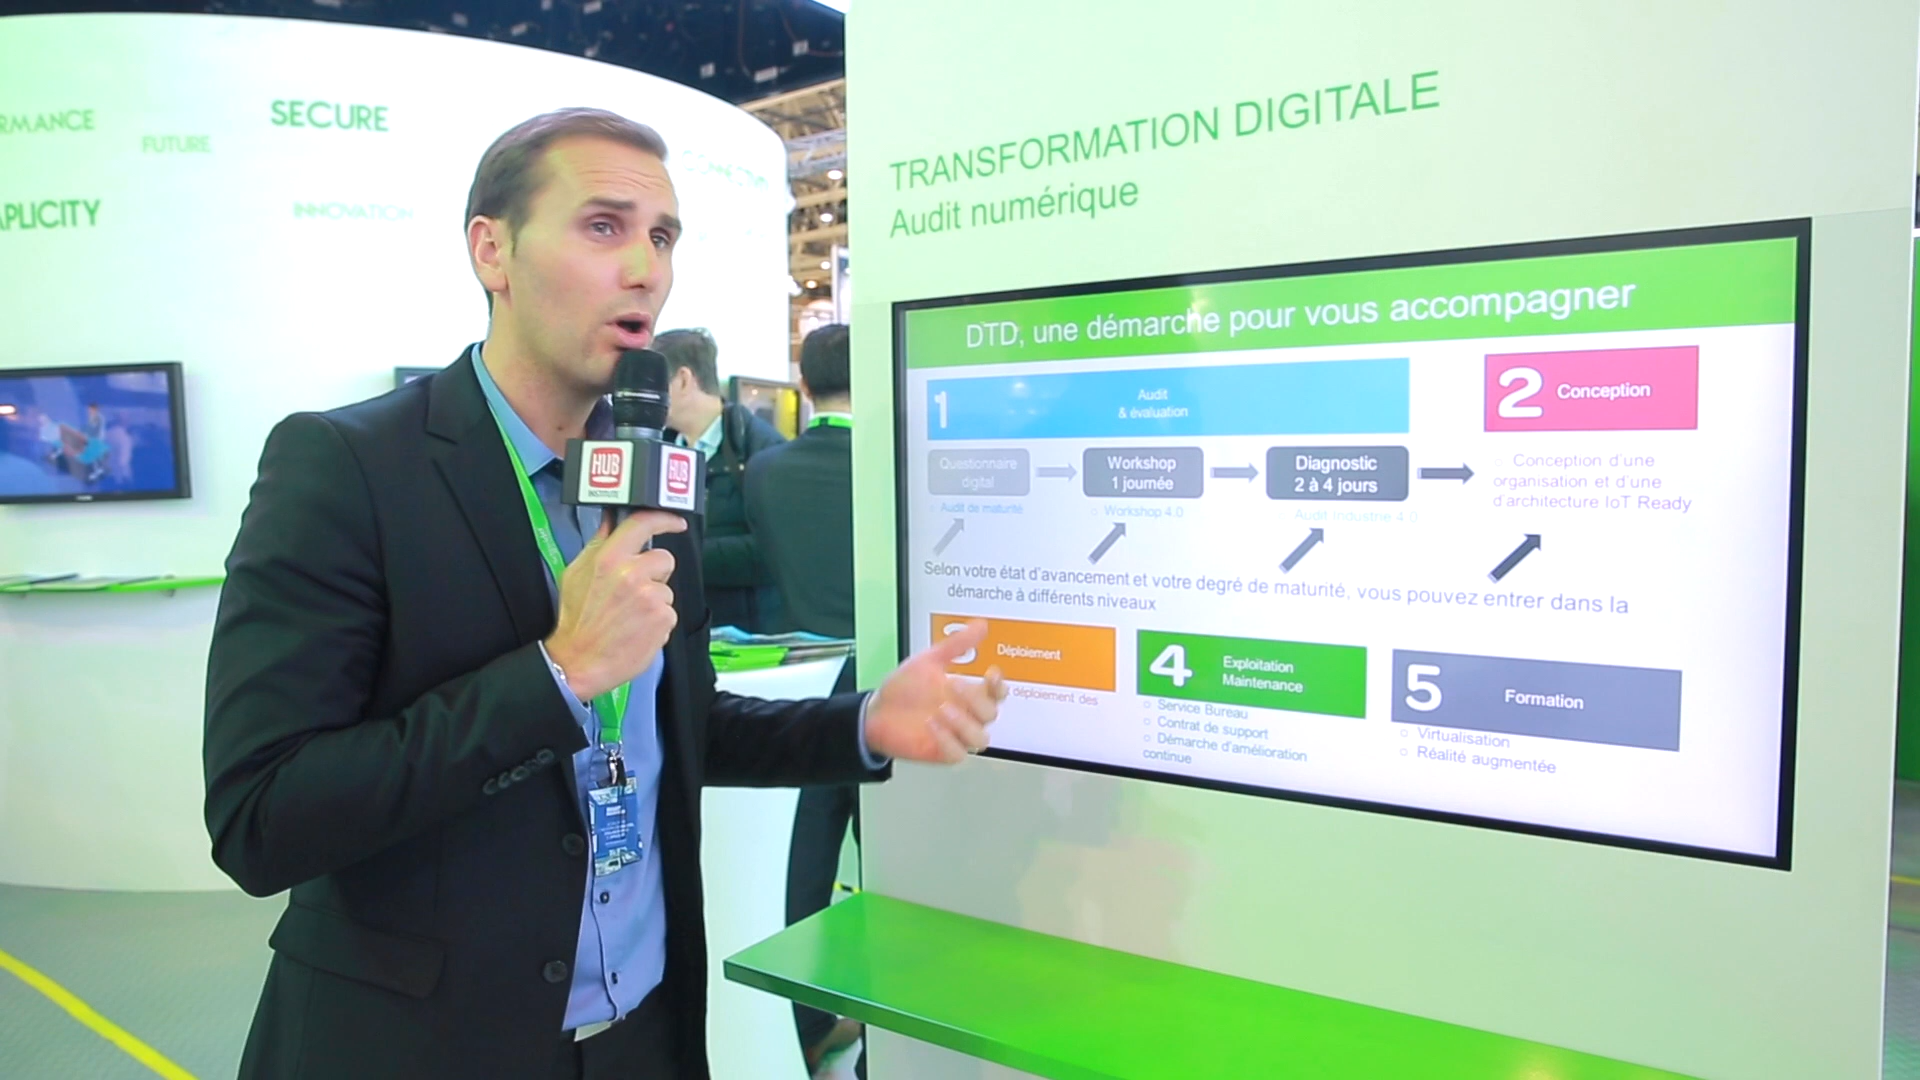 RMANCE
FUTURE
SECURE
PLICITY
INNOVATION
TRANSFORMATION DIGITALE
Audit numérique
DTD, une démarche pour vous accompagner
1
Audit
& évaluation
2 Conception
Questionnaire
digital
Workshop
1 journée
Diagnostic
2 à 4 jours
○ Audit de maturité
○ Workshop 4.0
○ Audit Industrie 4.0
○ Conception d'une
organisation et d'une
d'architecture IoT Ready
Selon votre état d'avancement et votre degré de maturité, vous pouvez entrer dans la
démarche à différents niveaux
3 Déploiement
déploiement des
4 Exploitation
Maintenance
○ Service Bureau
○ Contrat de support
○ Démarche d'amélioration
continue
5 Formation
○ Virtualisation
○ Réalité augmentée
HUB
INSTITUTE
HUB
INSTITUTE